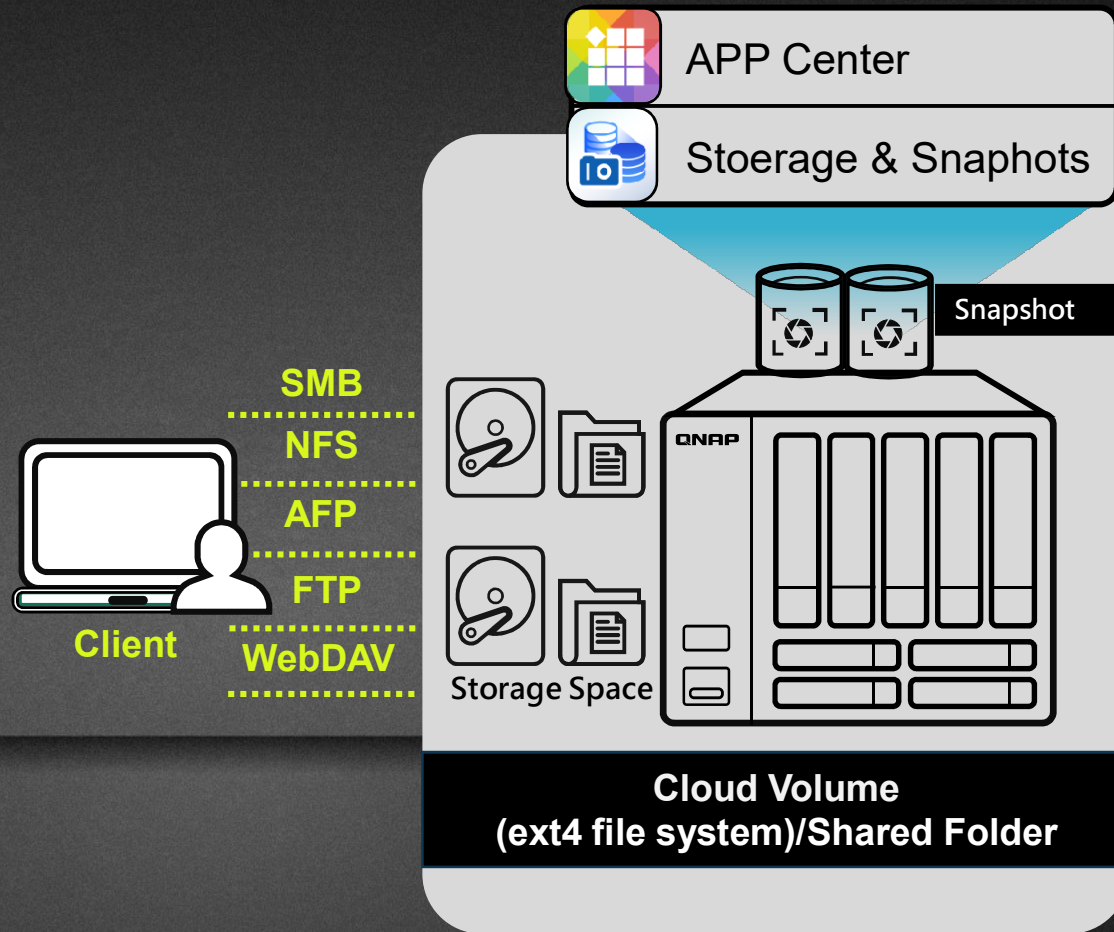 APP Center
Stoerage & Snaphots
Snapshot
SMB
NFS
AFP
FTP
WebDAV
Client
QNAP
Storage Space
Cloud Volume
(ext4 file system)/Shared Folder